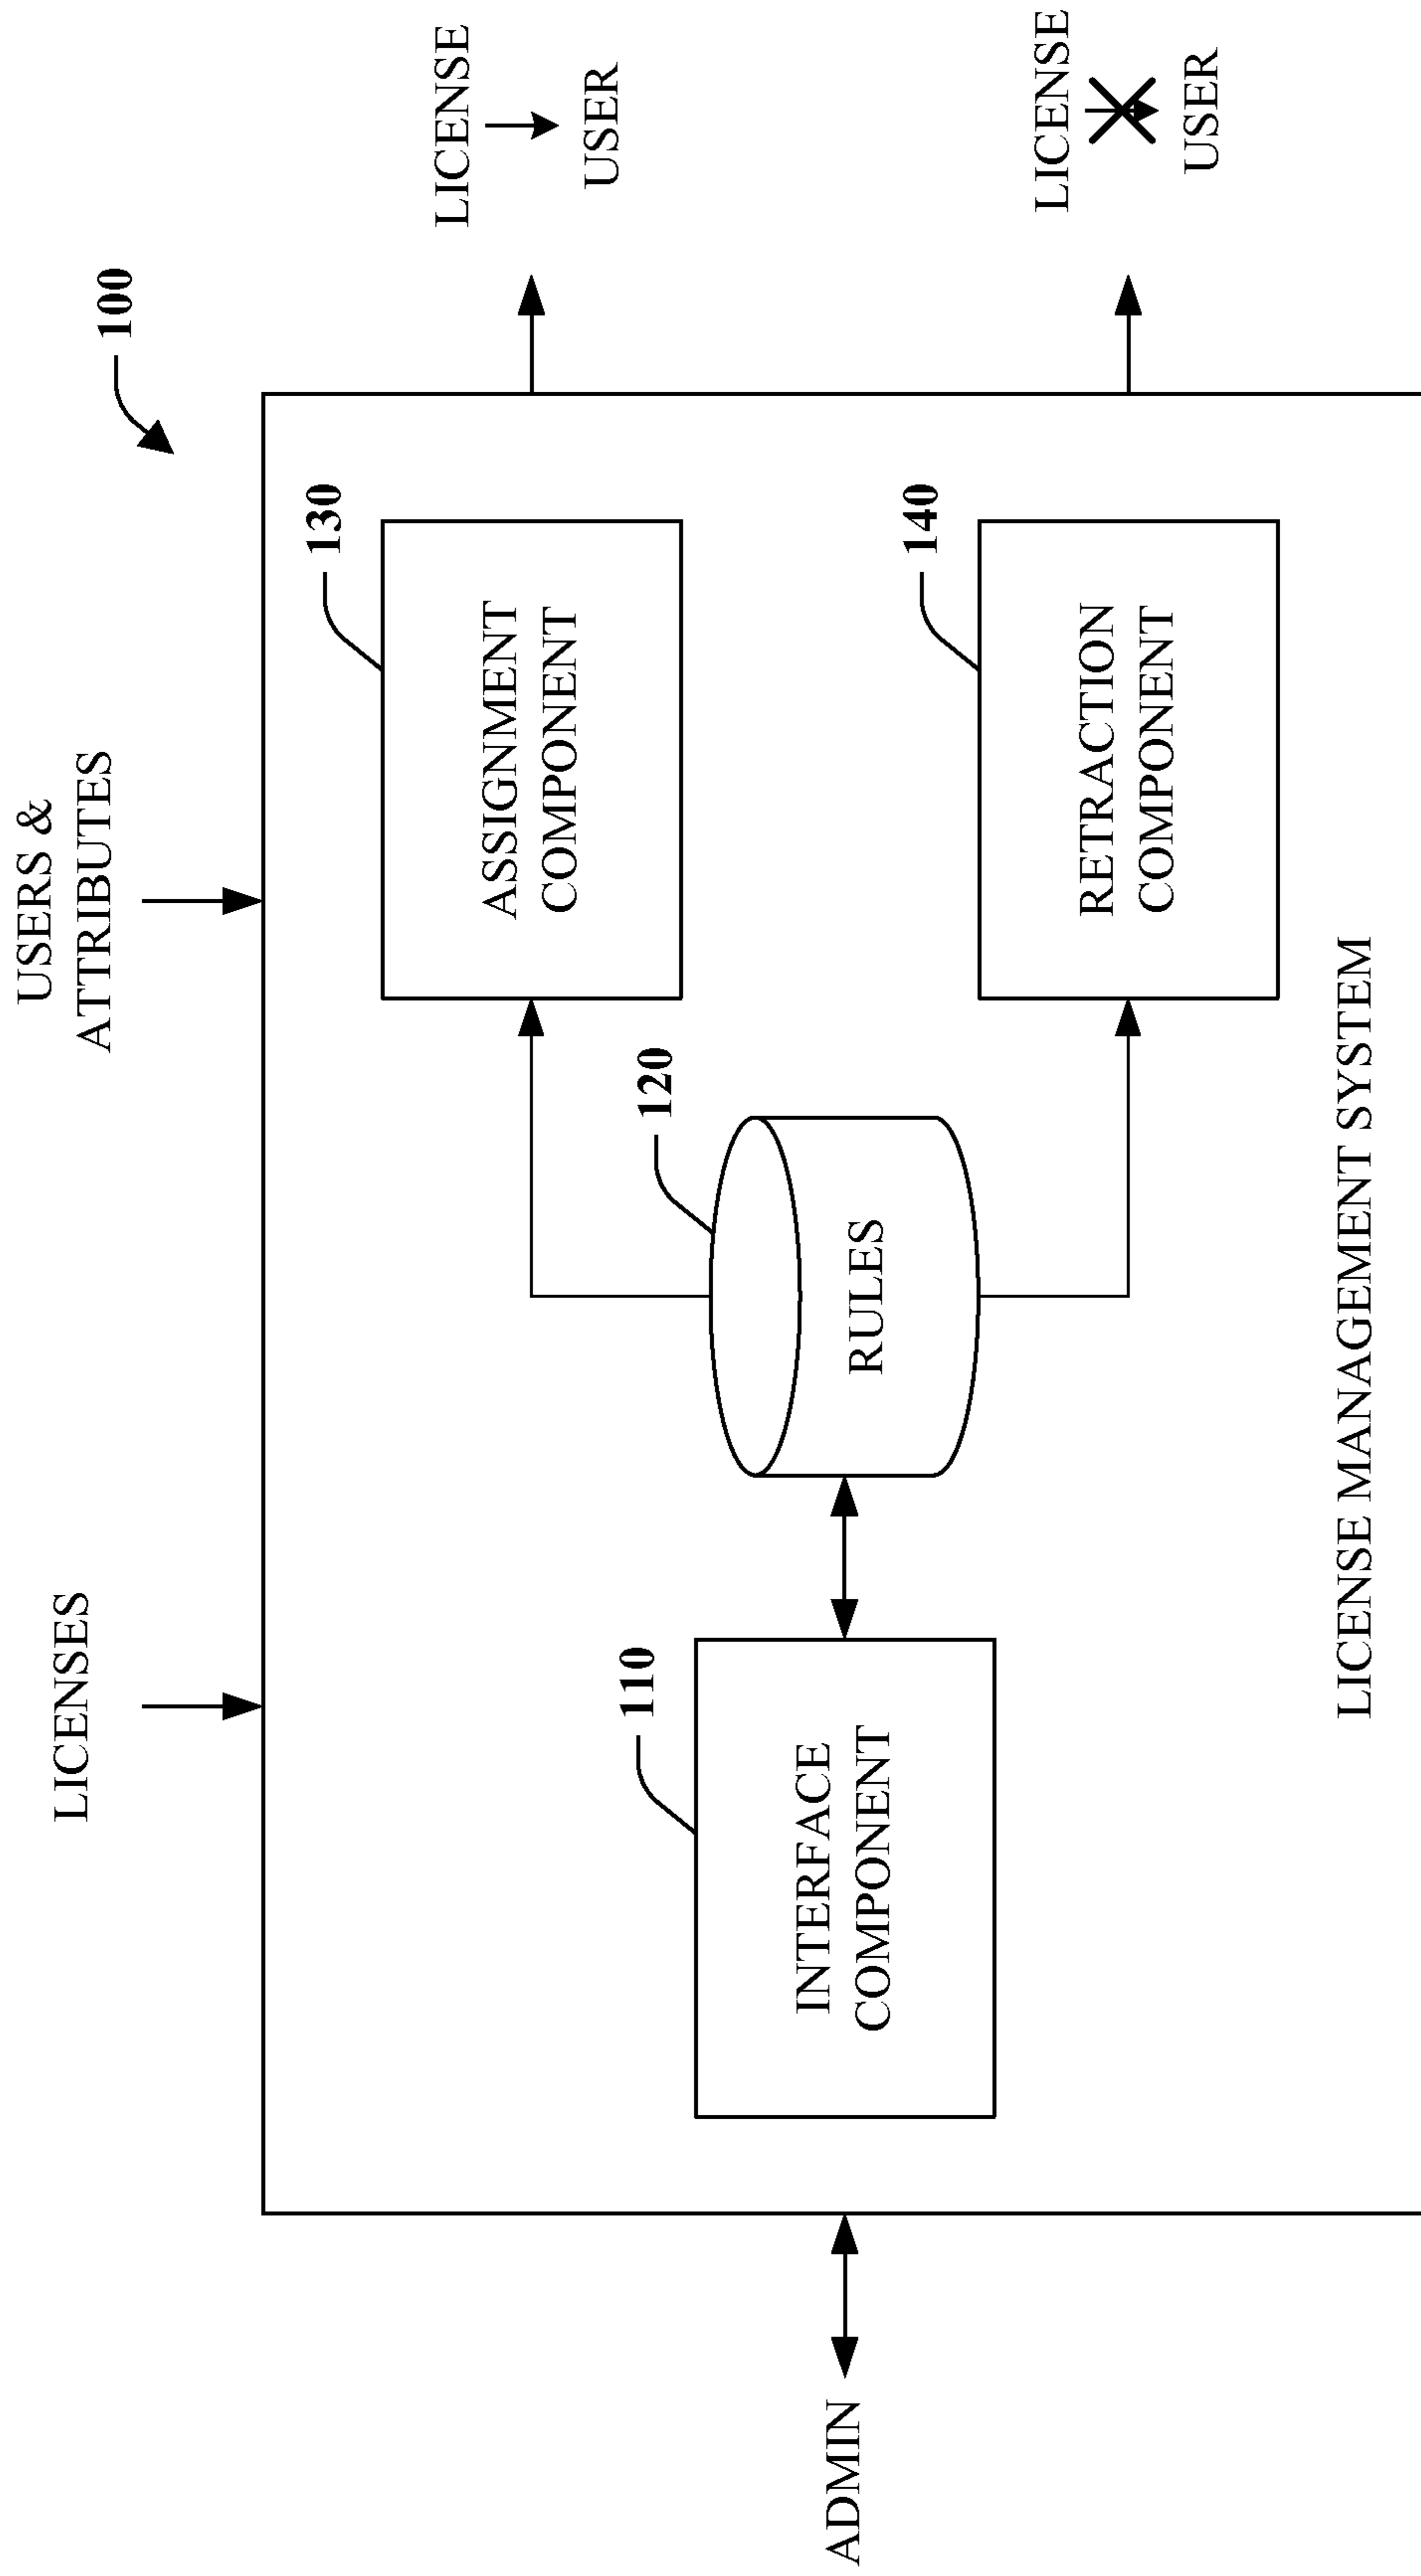 100
LICENSES
USERS &
ATTRIBUTES
ADMIN
110
INTERFACE
COMPONENT
120
RULES
130
ASSIGNMENT
COMPONENT
140
RETRACTION
COMPONENT
LICENSE
USER
LICENSE
USER
LICENSE MANAGEMENT SYSTEM